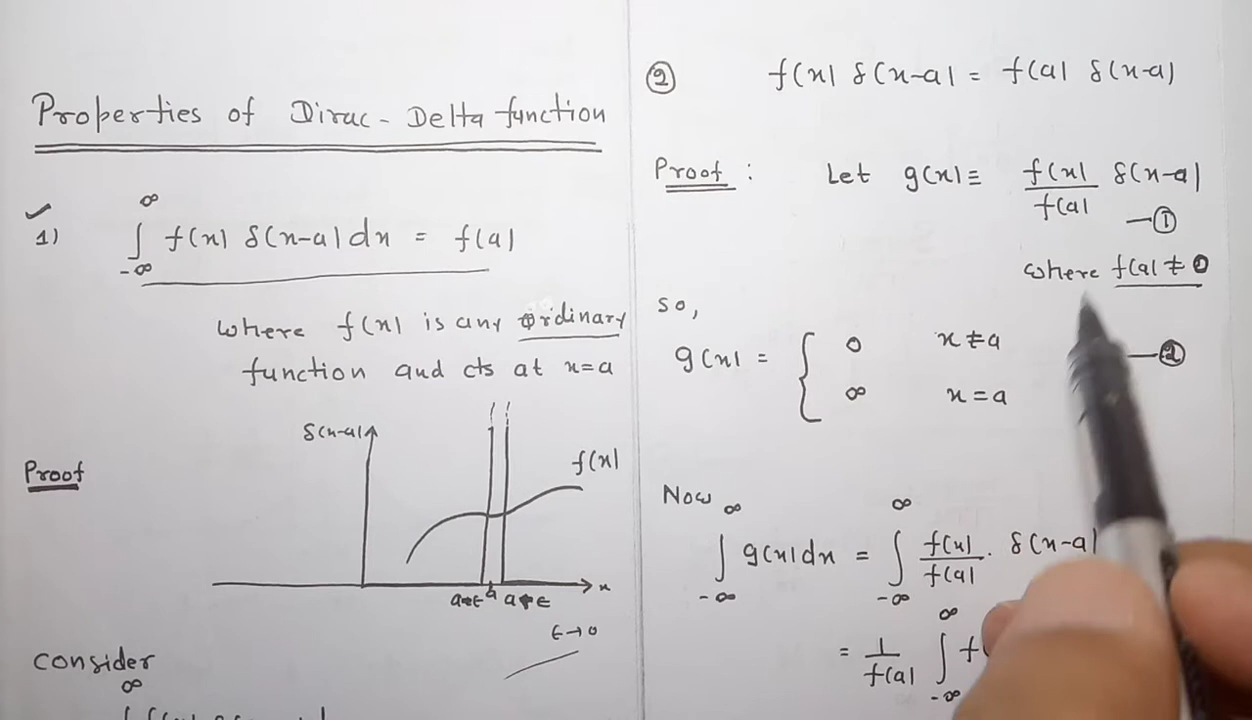 Properties of Dirac - Delta function
1) ∫_{-∞}^{∞} f(x) δ(x-a) dx = f(a)
where f(x) is any ordinary
function and cts at x=a
Proof
δ(x-a)
f(x)
a a+ε x
ε→0
Consider
∞
② f(x) δ(x-a) = f(a) δ(x-a)
Proof : Let g(x) = f(x)/f(a) δ(x-a) —①
where f(a) ≠ 0
so,
g(x) = { 0 x≠a —②
∞ x=a
Now
∫_{-∞}^{∞} g(x) dx = ∫_{-∞}^{∞} f(x)/f(a) . δ(x-a)
= 1/f(a) ∫_{-∞}^{∞} f